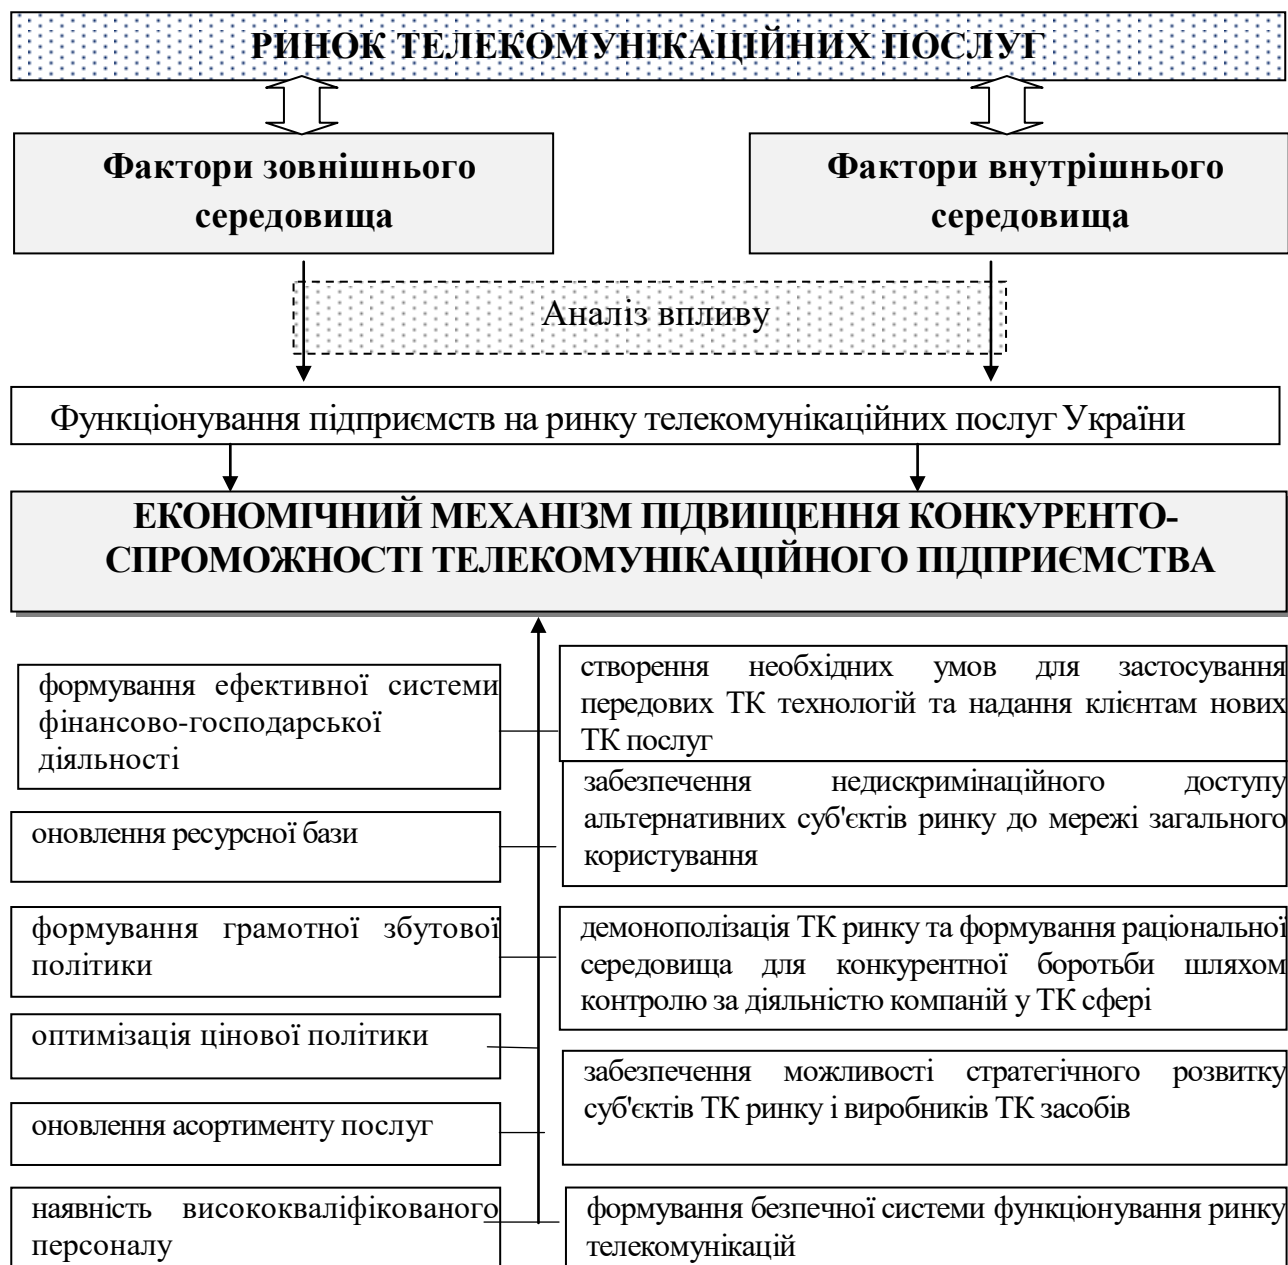 РИНОК ТЕЛЕКОМУНІКАЦІЙНИХ ПОСЛУГ
Фактори зовнішнього
середовища
Фактори внутрішнього
середовища
Аналіз впливу
Функціонування підприємств на ринку телекомунікаційних послуг України
ЕКОНОМІЧНИЙ МЕХАНІЗМ ПІДВИЩЕННЯ КОНКУРЕНТО-
СПРОМОЖНОСТІ ТЕЛЕКОМУНІКАЦІЙНОГО ПІДПРИЄМСТВА
формування ефективної системи
фінансово-господарської
діяльності
оновлення ресурсної бази
формування грамотної збутової
політики
оптимізація цінової політики
оновлення асортименту послуг
наявність висококваліфікованого
персоналу
створення необхідних умов для застосування
передових ТК технологій та надання клієнтам нових
ТК послуг
забезпечення недискримінаційного доступу
альтернативних суб'єктів ринку до мережі загального
користування
демонополізація ТК ринку та формування раціональної
середовища для конкурентної боротьби шляхом
контролю за діяльністю компаній у ТК сфері
забезпечення можливості стратегічного розвитку
суб'єктів ТК ринку і виробників ТК засобів
формування безпечної системи функціонування ринку
телекомунікацій